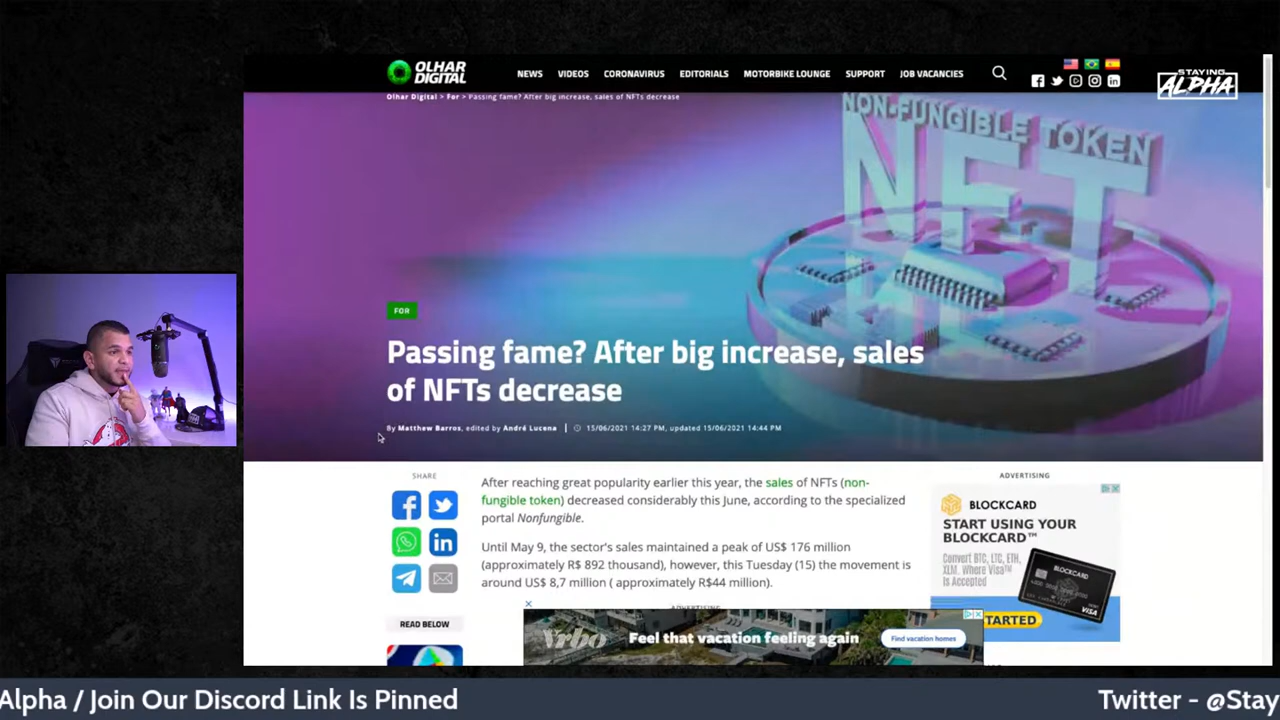 OLHAR
DIGITAL
NEWS VIDEOS CORONAVIRUS EDITORIALS MOTORBIKE LOUNGE SUPPORT JOB VACANCIES
STAYING
ALPHA
Olhar Digital > For > Passing fame? After big increase, sales of NFTs decrease
NON-FUNGIBLE TOKEN
NFT
FOR
Passing fame? After big increase, sales
of NFTs decrease
By Matthew Barros, edited by André Lucena | 15/06/2021 14:27 PM, updated 15/06/2021 14:44 PM
SHARE
After reaching great popularity earlier this year, the sales of NFTs (non-
fungible token) decreased considerably this June, according to the specialized
portal Nonfungible.
Until May 9, the sector's sales maintained a peak of US$ 176 million
(approximately R$ 892 thousand), however, this Tuesday (15) the movement is
around US$ 8,7 million ( approximately R$44 million).
ADVERTISING
READ BELOW
ADVERTISING
BLOCKCARD
START USING YOUR
BLOCKCARD™
Convert BTC, LTC, ETH,
XLM. Where Visa
Is Accepted
BLOCKCARD
VISA
TARTED
Vrbo
Feel that vacation feeling again
Find vacation homes
Alpha / Join Our Discord Link Is Pinned
Twitter - @Stay